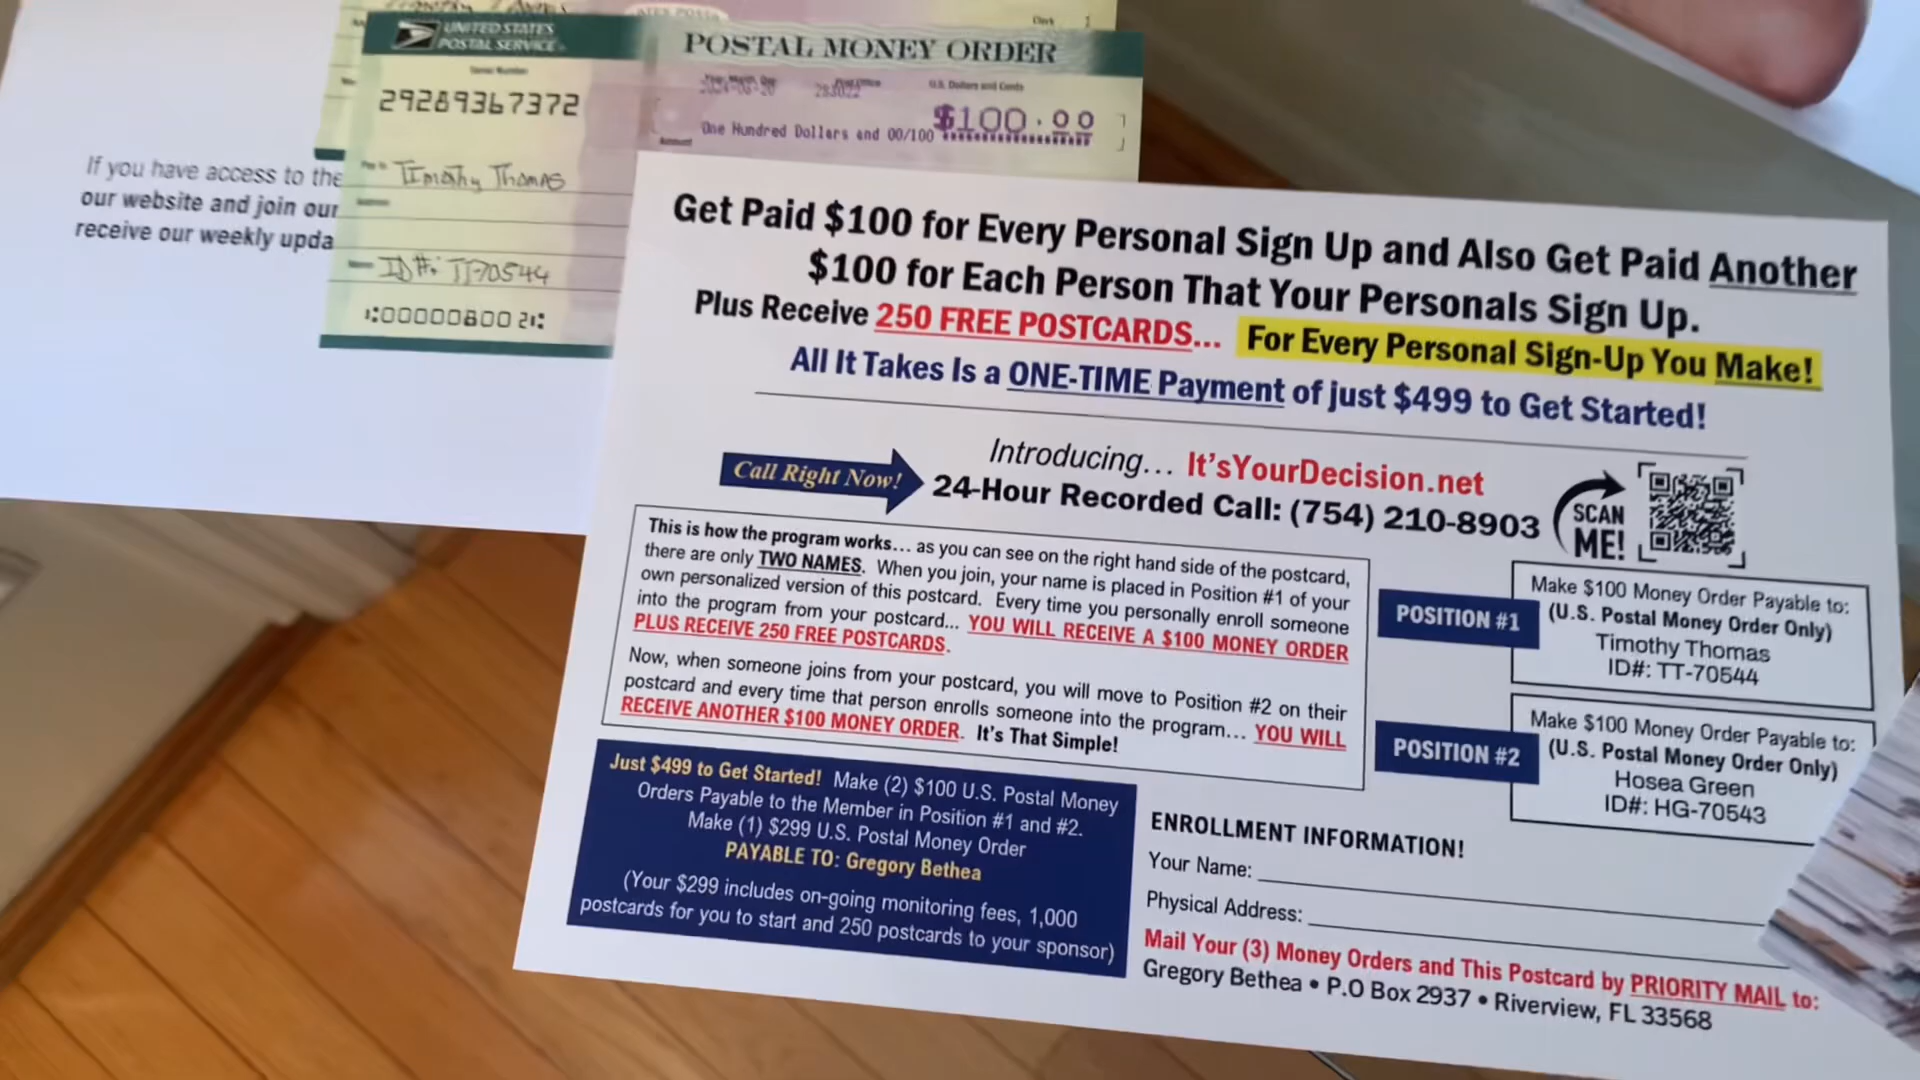 UNITED STATES
POSTAL SERVICE
POSTAL MONEY ORDER
Clerk 1
Serial Number
Post Office
U.S. Dollars and Cents
29289367372
$100.00
One Hundred Dollars and 00/100
Amount
Pay to Timothy Thomas
ID#: TT-70544
⑆000000800 2⑆
If you have access to the
our website and join our
receive our weekly upda
Get Paid $100 for Every Personal Sign Up and Also Get Paid Another
$100 for Each Person That Your Personals Sign Up.
Plus Receive 250 FREE POSTCARDS... For Every Personal Sign-Up You Make!
All It Takes Is a ONE-TIME Payment of just $499 to Get Started!
Call Right Now!
Introducing... It'sYourDecision.net
24-Hour Recorded Call: (754) 210-8903
SCAN
ME!
This is how the program works... as you can see on the right hand side of the postcard,
there are only TWO NAMES. When you join, your name is placed in Position #1 of your
own personalized version of this postcard. Every time you personally enroll someone
into the program from your postcard... YOU WILL RECEIVE A $100 MONEY ORDER
PLUS RECEIVE 250 FREE POSTCARDS.
Now, when someone joins from your postcard, you will move to Position #2 on their
postcard and every time that person enrolls someone into the program... YOU WILL
RECEIVE ANOTHER $100 MONEY ORDER. It's That Simple!
POSITION #1
Make $100 Money Order Payable to:
(U.S. Postal Money Order Only)
Timothy Thomas
ID#: TT-70544
POSITION #2
Make $100 Money Order Payable to:
(U.S. Postal Money Order Only)
Hosea Green
ID#: HG-70543
Just $499 to Get Started! Make (2) $100 U.S. Postal Money
Orders Payable to the Member in Position #1 and #2.
Make (1) $299 U.S. Postal Money Order
PAYABLE TO: Gregory Bethea
(Your $299 includes on-going monitoring fees, 1,000
postcards for you to start and 250 postcards to your sponsor)
ENROLLMENT INFORMATION!
Your Name:
Physical Address:
Mail Your (3) Money Orders and This Postcard by PRIORITY MAIL to:
Gregory Bethea • P.O Box 2937 • Riverview, FL 33568